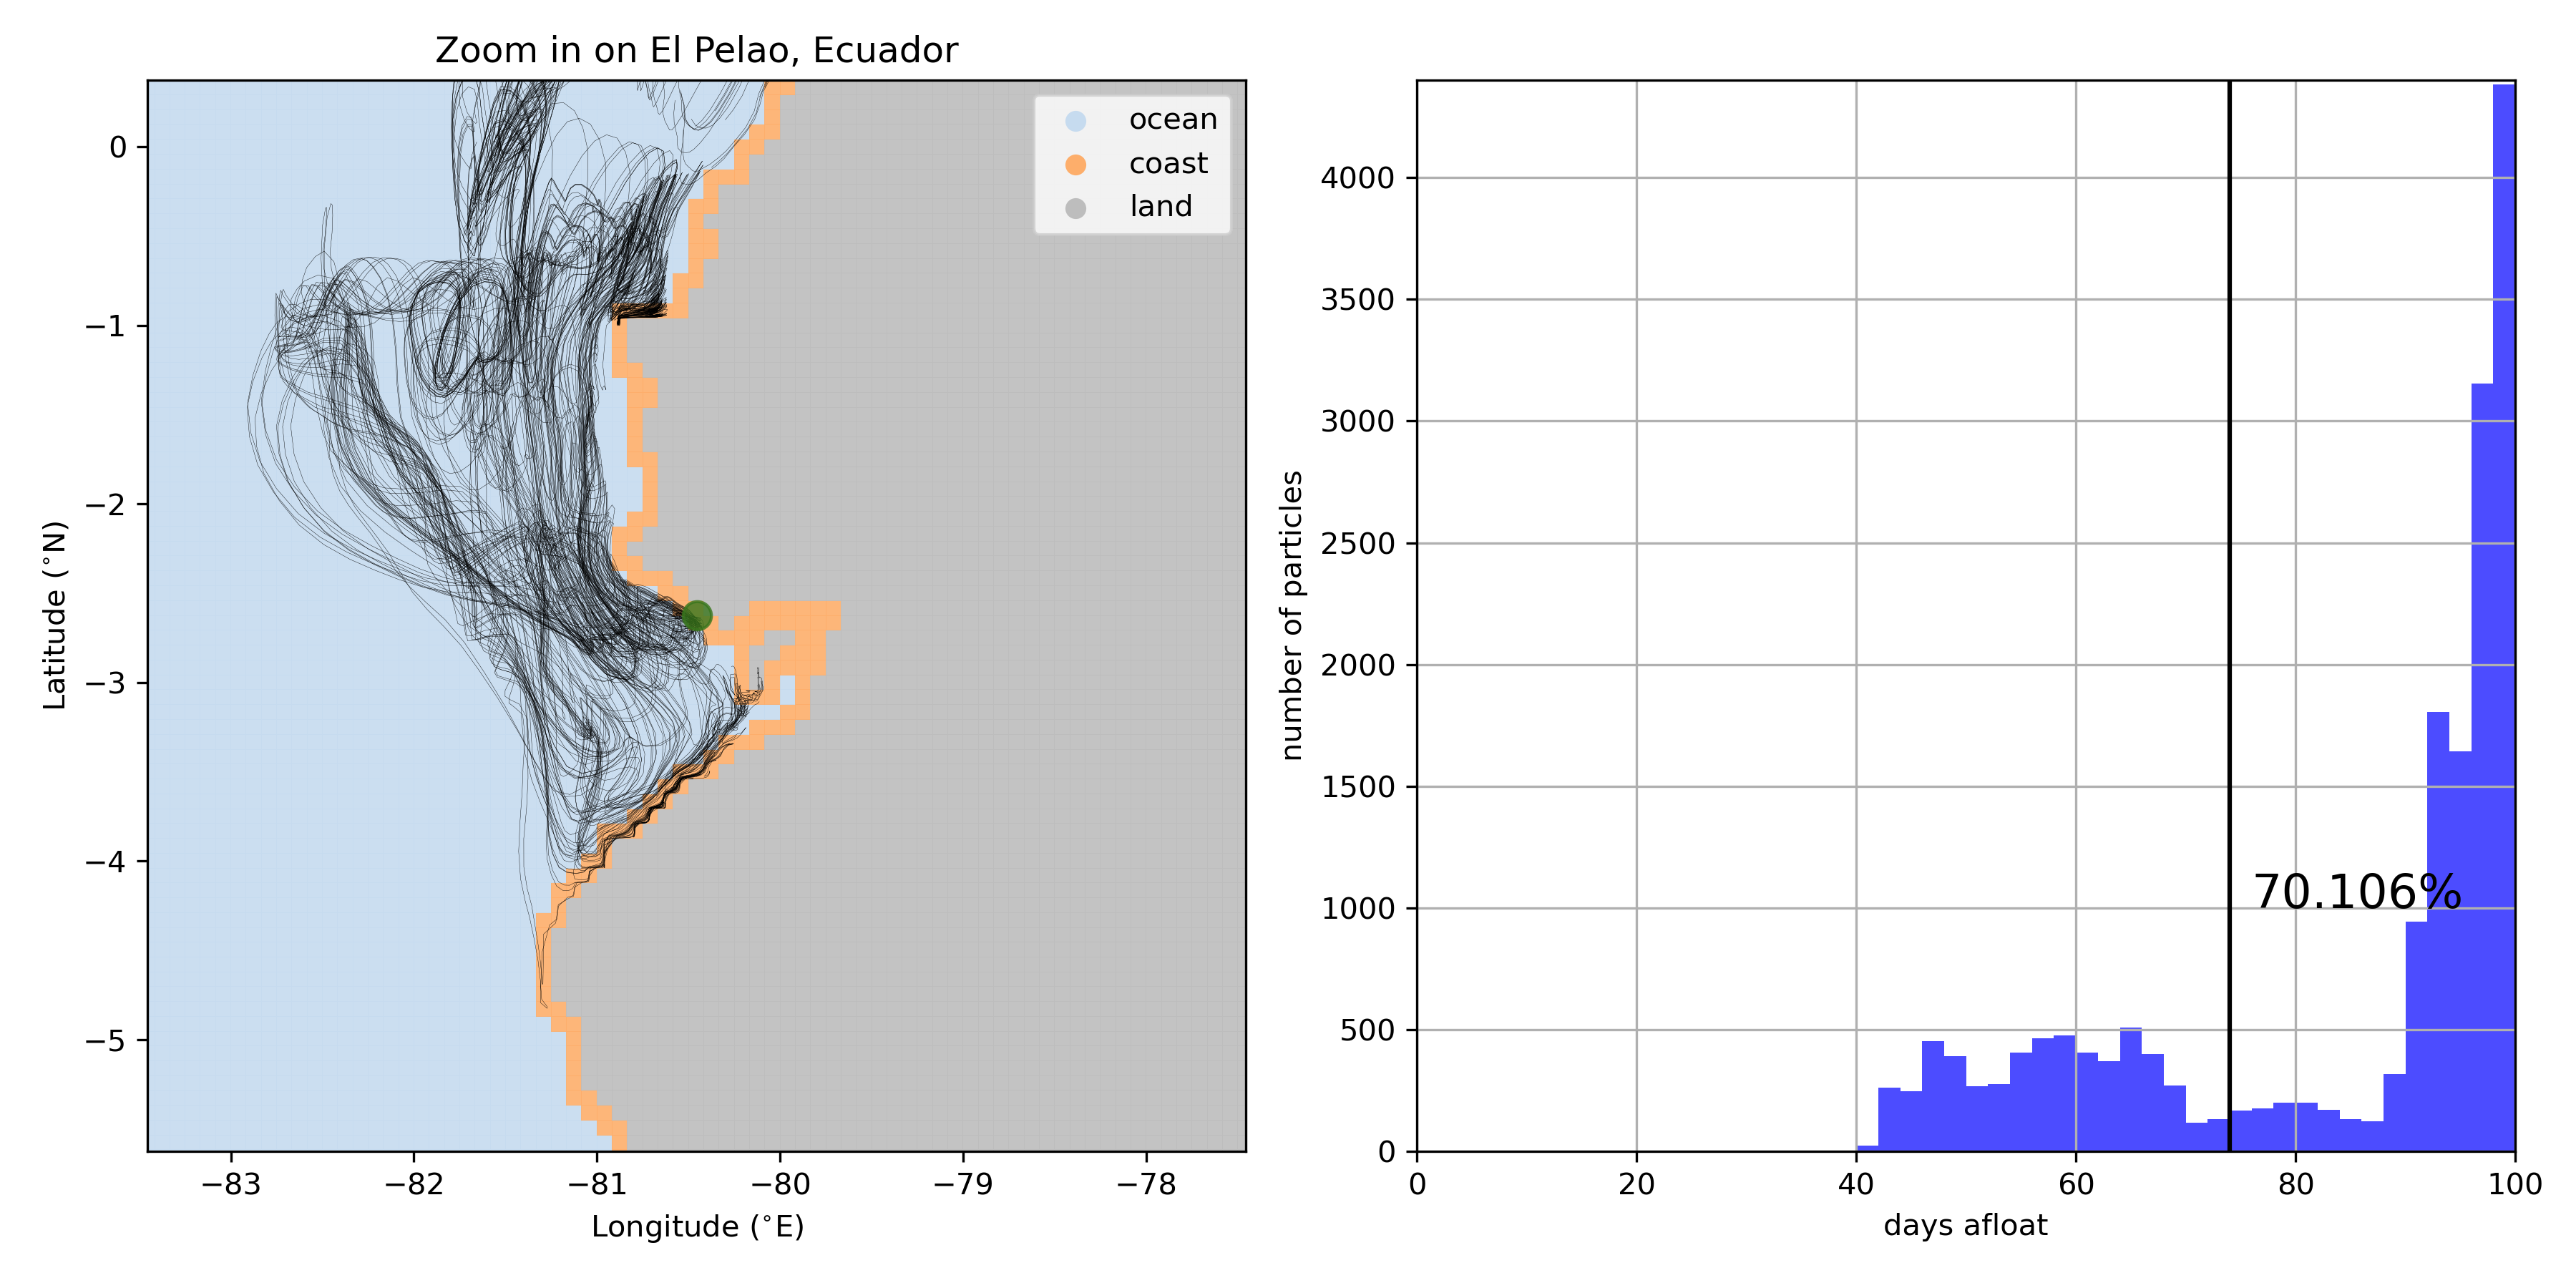 Zoom in on El Pelao, Ecuador
ocean
coast
land
0
−1
−2
−3
−4
−5
Latitude (°N)
−83 −82 −81 −80 −79 −78
Longitude (°E)
4000
3500
3000
2500
2000
1500
1000
500
0
number of particles
70.106%
0 20 40 60 80 100
days afloat